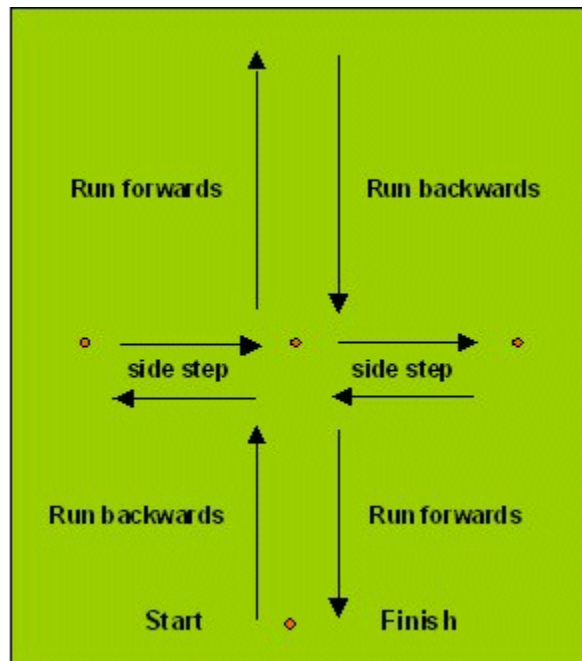 Run forwards
Run backwards
side step
side step
Run backwards
Run forwards
Start
Finish